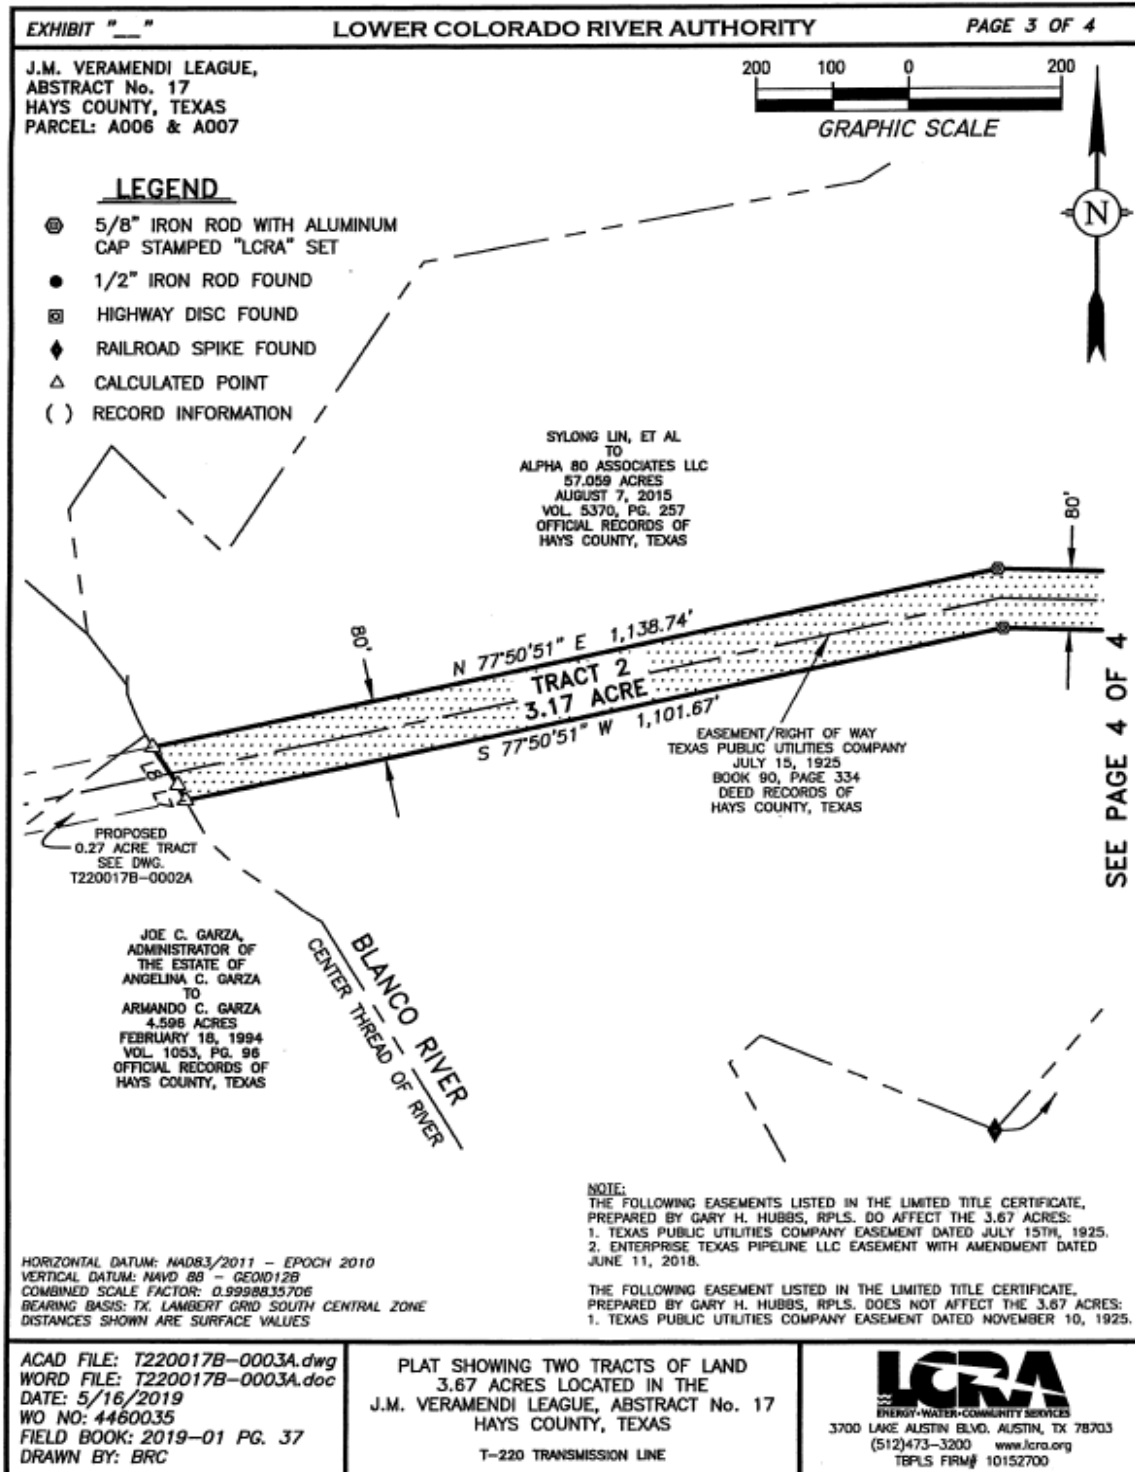 EXHIBIT "__"
LOWER COLORADO RIVER AUTHORITY
PAGE 3 OF 4
J.M. VERAMENDI LEAGUE,
ABSTRACT No. 17
HAYS COUNTY, TEXAS
PARCEL: A006 & A007
200 100 0 200
GRAPHIC SCALE
N
LEGEND
5/8" IRON ROD WITH ALUMINUM
CAP STAMPED "LCRA" SET
1/2" IRON ROD FOUND
HIGHWAY DISC FOUND
RAILROAD SPIKE FOUND
CALCULATED POINT
( ) RECORD INFORMATION
SYLONG LIN, ET AL
TO
ALPHA 80 ASSOCIATES LLC
57.059 ACRES
AUGUST 7, 2015
VOL. 5370, PG. 257
OFFICIAL RECORDS OF
HAYS COUNTY, TEXAS
80'
80'
N 77°50'51" E 1,138.74'
TRACT 2
3.17 ACRE
S 77°50'51" W 1,101.67'
EASEMENT/RIGHT OF WAY
TEXAS PUBLIC UTILITIES COMPANY
JULY 15, 1925
BOOK 90, PAGE 334
DEED RECORDS OF
HAYS COUNTY, TEXAS
SEE PAGE 4 OF 4
L8
L7
PROPOSED
0.27 ACRE TRACT
SEE DWG.
T220017B-0002A
JOE C. GARZA,
ADMINISTRATOR OF
THE ESTATE OF
ANGELINA C. GARZA
TO
ARMANDO C. GARZA
4.596 ACRES
FEBRUARY 18, 1994
VOL. 1053, PG. 96
OFFICIAL RECORDS OF
HAYS COUNTY, TEXAS
BLANCO RIVER
CENTER THREAD OF RIVER
NOTE:
THE FOLLOWING EASEMENTS LISTED IN THE LIMITED TITLE CERTIFICATE,
PREPARED BY GARY H. HUBBS, RPLS. DO AFFECT THE 3.67 ACRES:
1. TEXAS PUBLIC UTILITIES COMPANY EASEMENT DATED JULY 15TH, 1925.
2. ENTERPRISE TEXAS PIPELINE LLC EASEMENT WITH AMENDMENT DATED
JUNE 11, 2018.
THE FOLLOWING EASEMENT LISTED IN THE LIMITED TITLE CERTIFICATE,
PREPARED BY GARY H. HUBBS, RPLS. DOES NOT AFFECT THE 3.67 ACRES:
1. TEXAS PUBLIC UTILITIES COMPANY EASEMENT DATED NOVEMBER 10, 1925.
HORIZONTAL DATUM: NAD83/2011 - EPOCH 2010
VERTICAL DATUM: NAVD 88 - GEOID12B
COMBINED SCALE FACTOR: 0.9998835706
BEARING BASIS: TX. LAMBERT GRID SOUTH CENTRAL ZONE
DISTANCES SHOWN ARE SURFACE VALUES
ACAD FILE: T220017B-0003A.dwg
WORD FILE: T220017B-0003A.doc
DATE: 5/16/2019
WO NO: 4460035
FIELD BOOK: 2019-01 PG. 37
DRAWN BY: BRC
PLAT SHOWING TWO TRACTS OF LAND
3.67 ACRES LOCATED IN THE
J.M. VERAMENDI LEAGUE, ABSTRACT No. 17
HAYS COUNTY, TEXAS
T-220 TRANSMISSION LINE
LCRA
ENERGY•WATER•COMMUNITY SERVICES
3700 LAKE AUSTIN BLVD. AUSTIN, TX 78703
(512)473-3200 www.lcra.org
TBPLS FIRM# 10152700